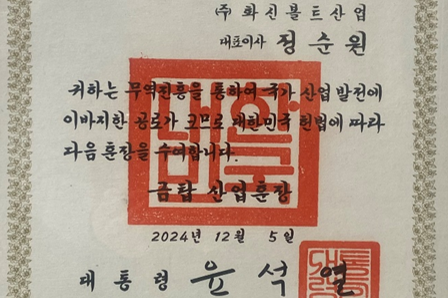 (주) 화신볼트산업
대표이사 정순원
귀하는 무역진흥을 통하여 국가 산업 발전에
이바지한 공로가 크므로 대한민국 헌법에 따라
다음 훈장을 수여합니다.
금탑 산업훈장
2024년 12월 5일
대통령 윤석열